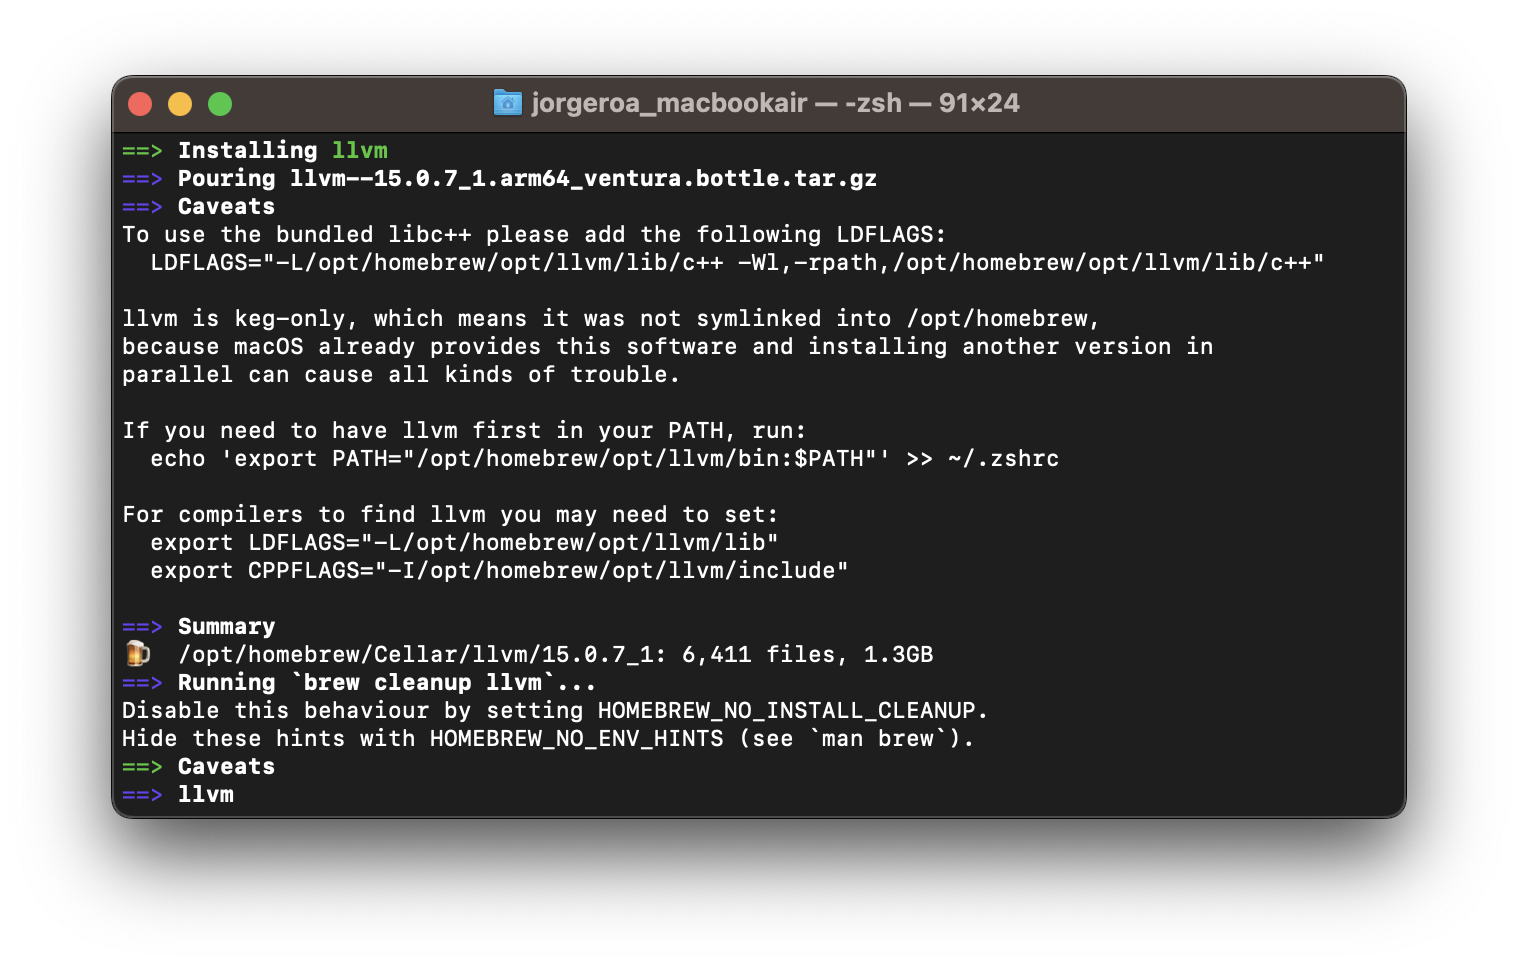 jorgeroa_macbookair — -zsh — 91×24
==> Installing llvm
==> Pouring llvm--15.0.7_1.arm64_ventura.bottle.tar.gz
==> Caveats
To use the bundled libc++ please add the following LDFLAGS:
  LDFLAGS="-L/opt/homebrew/opt/llvm/lib/c++ -Wl,-rpath,/opt/homebrew/opt/llvm/lib/c++"

llvm is keg-only, which means it was not symlinked into /opt/homebrew,
because macOS already provides this software and installing another version in
parallel can cause all kinds of trouble.

If you need to have llvm first in your PATH, run:
  echo 'export PATH="/opt/homebrew/opt/llvm/bin:$PATH"' >> ~/.zshrc

For compilers to find llvm you may need to set:
  export LDFLAGS="-L/opt/homebrew/opt/llvm/lib"
  export CPPFLAGS="-I/opt/homebrew/opt/llvm/include"

==> Summary
🍺  /opt/homebrew/Cellar/llvm/15.0.7_1: 6,411 files, 1.3GB
==> Running `brew cleanup llvm`...
Disable this behaviour by setting HOMEBREW_NO_INSTALL_CLEANUP.
Hide these hints with HOMEBREW_NO_ENV_HINTS (see `man brew`).
==> Caveats
==> llvm